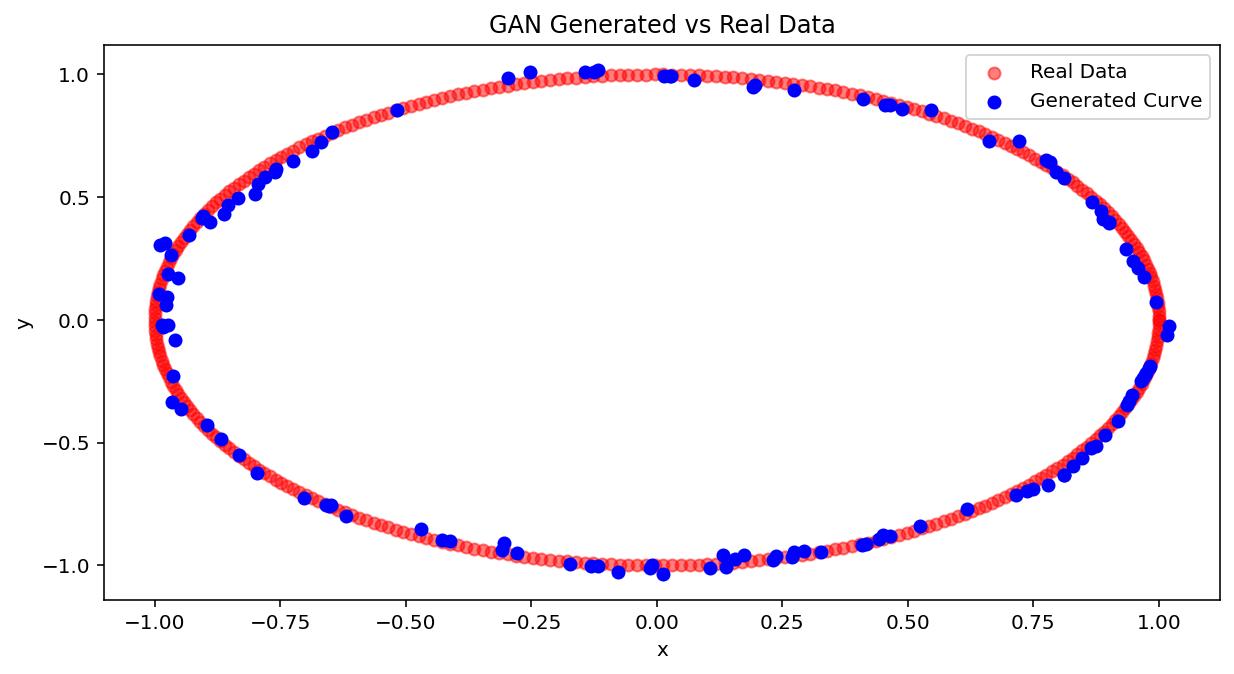 GAN Generated vs Real Data
Real Data
Generated Curve
1.0
0.5
0.0
−0.5
−1.0
y
−1.00 −0.75 −0.50 −0.25 0.00 0.25 0.50 0.75 1.00
x